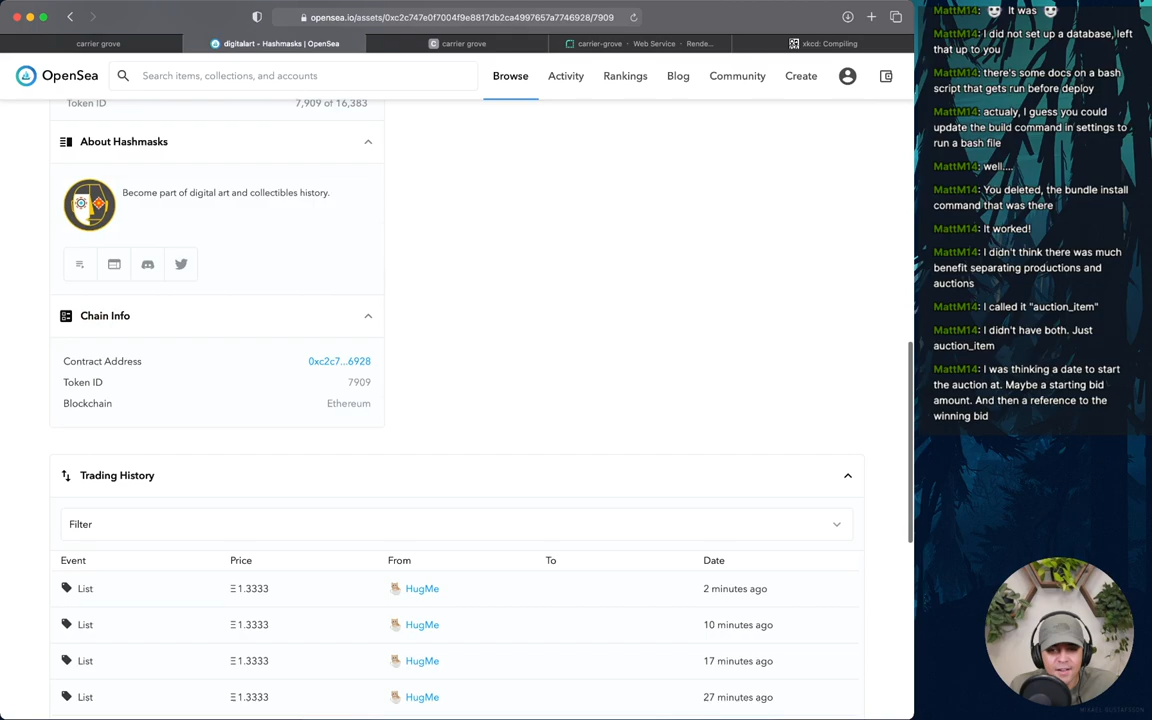 opensea.io/assets/0xc2c747e0f7004f9e8817db2ca4997657a7746928/7909
carrier grove
digitalart - Hashmasks | OpenSea
carrier grove
carrier-grove · Web Service · Rende...
xkcd: Compiling
OpenSea
Search items, collections, and accounts
Browse
Activity
Rankings
Blog
Community
Create
Token ID
7,909 of 16,383
About Hashmasks
Become part of digital art and collectibles history.
Chain Info
Contract Address
0xc2c7...6928
Token ID
7909
Blockchain
Ethereum
Trading History
Filter
Event Price From To Date
List Ξ1.3333 HugMe 2 minutes ago
List Ξ1.3333 HugMe 10 minutes ago
List Ξ1.3333 HugMe 17 minutes ago
List Ξ1.3333 HugMe 27 minutes ago
MattM14: It was
MattM14: I did not set up a database, left
that up to you
MattM14: there's some docs on a bash
script that gets run before deploy
MattM14: actualy, I guess you could
update the build command in settings to
run a bash file
MattM14: well....
MattM14: You deleted, the bundle install
command that was there
MattM14: It worked!
MattM14: I didn't think there was much
benefit separating productions and
auctions
MattM14: I called it "auction_item"
MattM14: I didn't have both. Just
auction_item
MattM14: I was thinking a date to start
the auction at. Maybe a starting bid
amount. And then a reference to the
winning bid
MIKAEL GUSTAFSSON